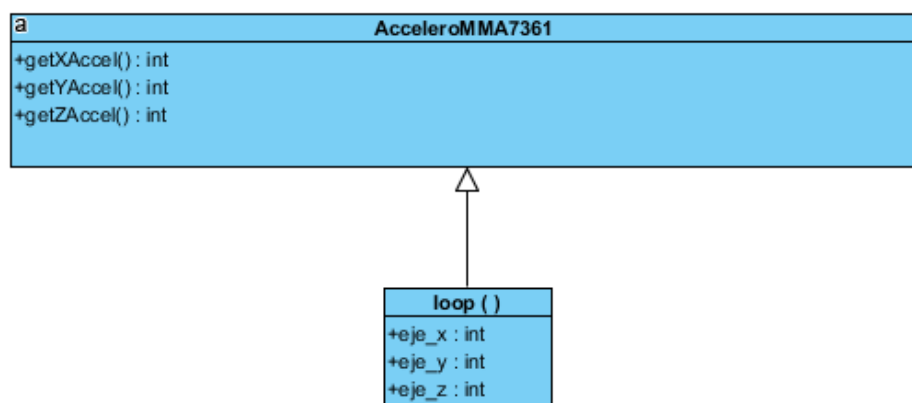 a
AcceleroMMA7361
+getXAccel() : int
+getYAccel() : int
+getZAccel() : int
loop ( )
+eje_x : int
+eje_y : int
+eje_z : int